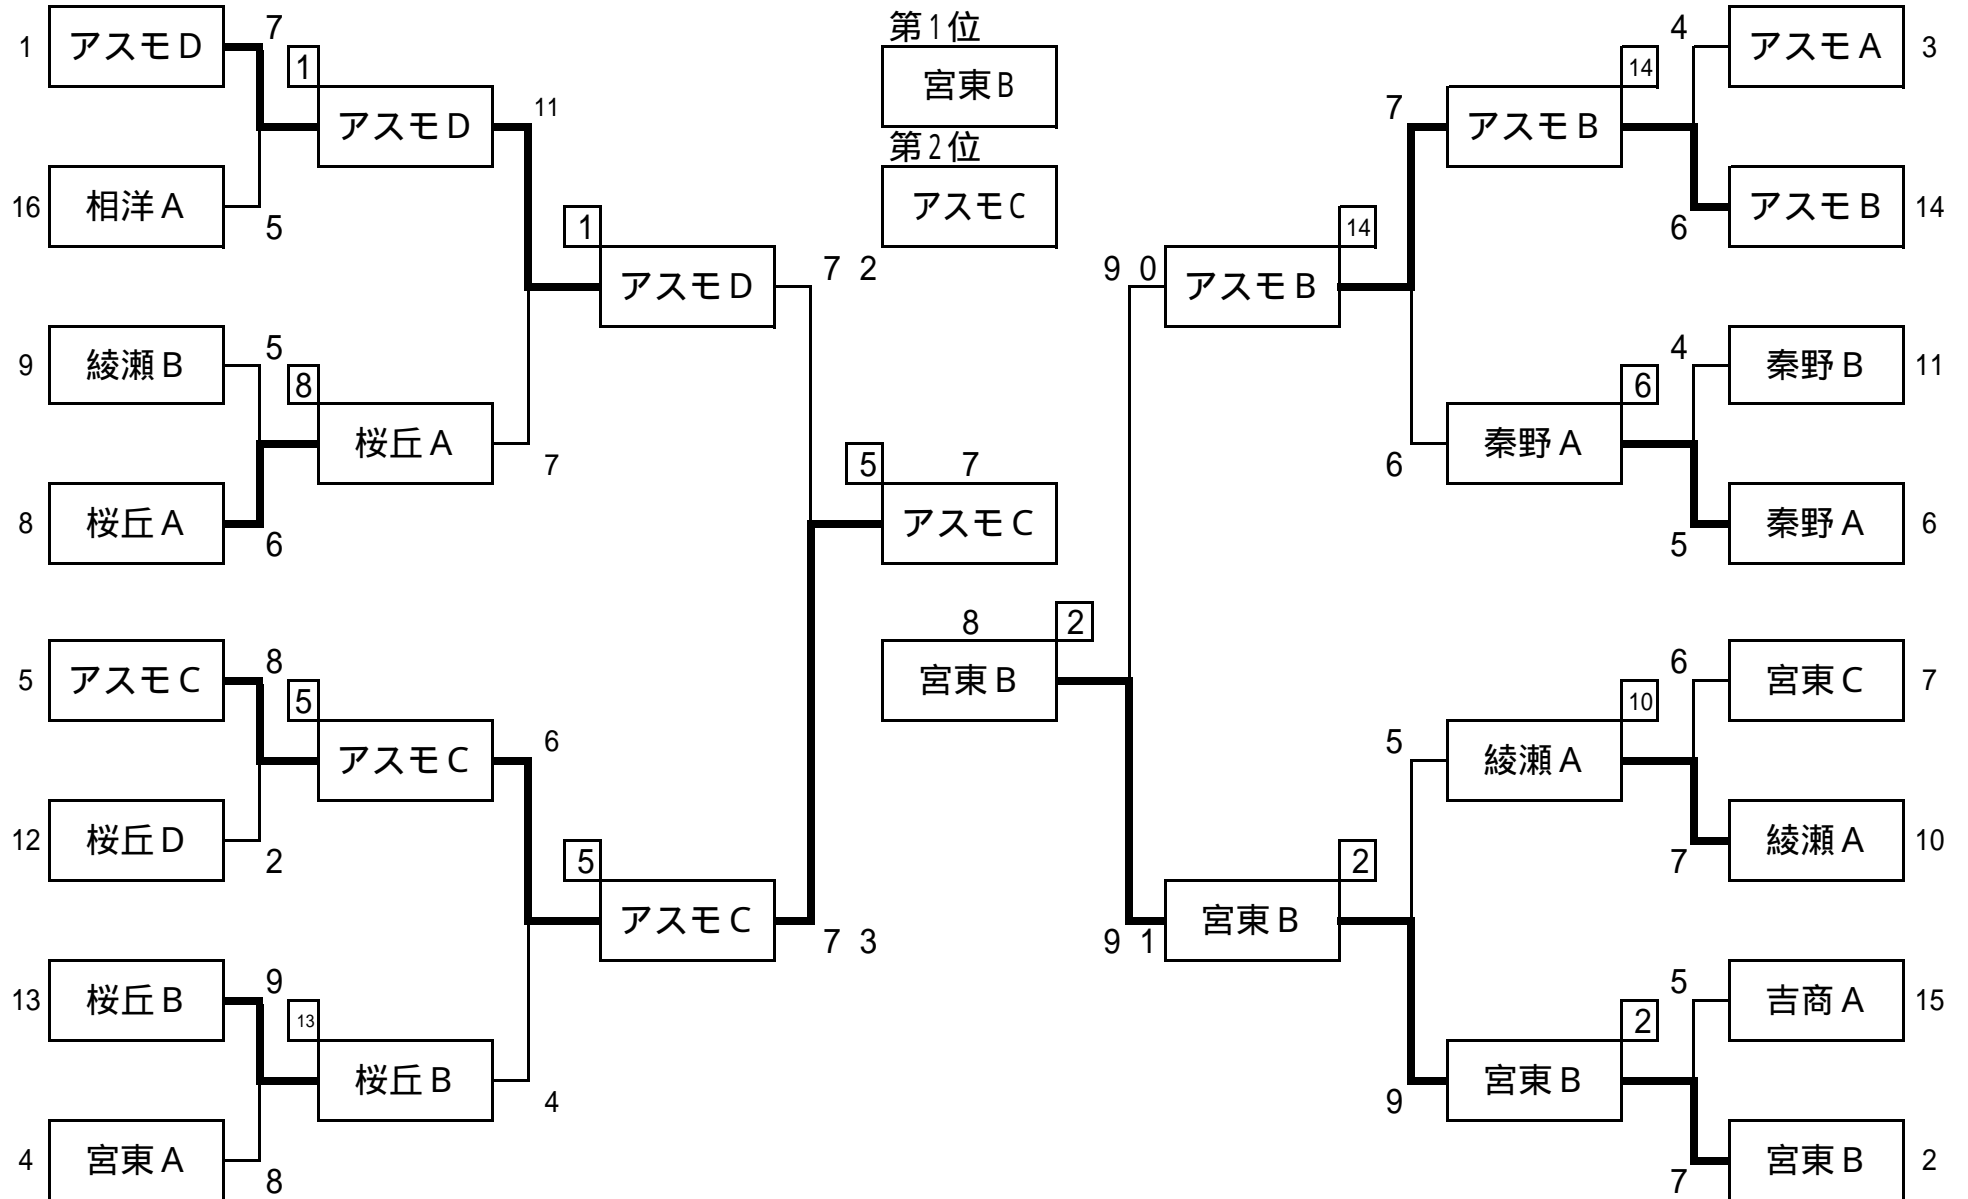 7 第1位 4
1 アスモD 1 14 アスモA 3
宮東B
アスモD 11 7 アスモB
第2位
16 相洋A アスモC アスモB 14
5 1 14 6
アスモD 7 2 9 0 アスモB
9 綾瀬B 5 8 6 4 秦野B 11
桜丘A 7 5 7 6 秦野A
8 桜丘A アスモC 秦野A 6
6 5
8 2
5 アスモC 8 5 宮東B 10 6 宮東C 7
アスモC 6 5 綾瀬A
12 桜丘D 綾瀬A 10
2 5 2 7
アスモC 7 3 9 1 宮東B
13 桜丘B 9 13 2 5 吉商A 15
桜丘B 4 9 宮東B
4 宮東A 宮東B 2
8 7